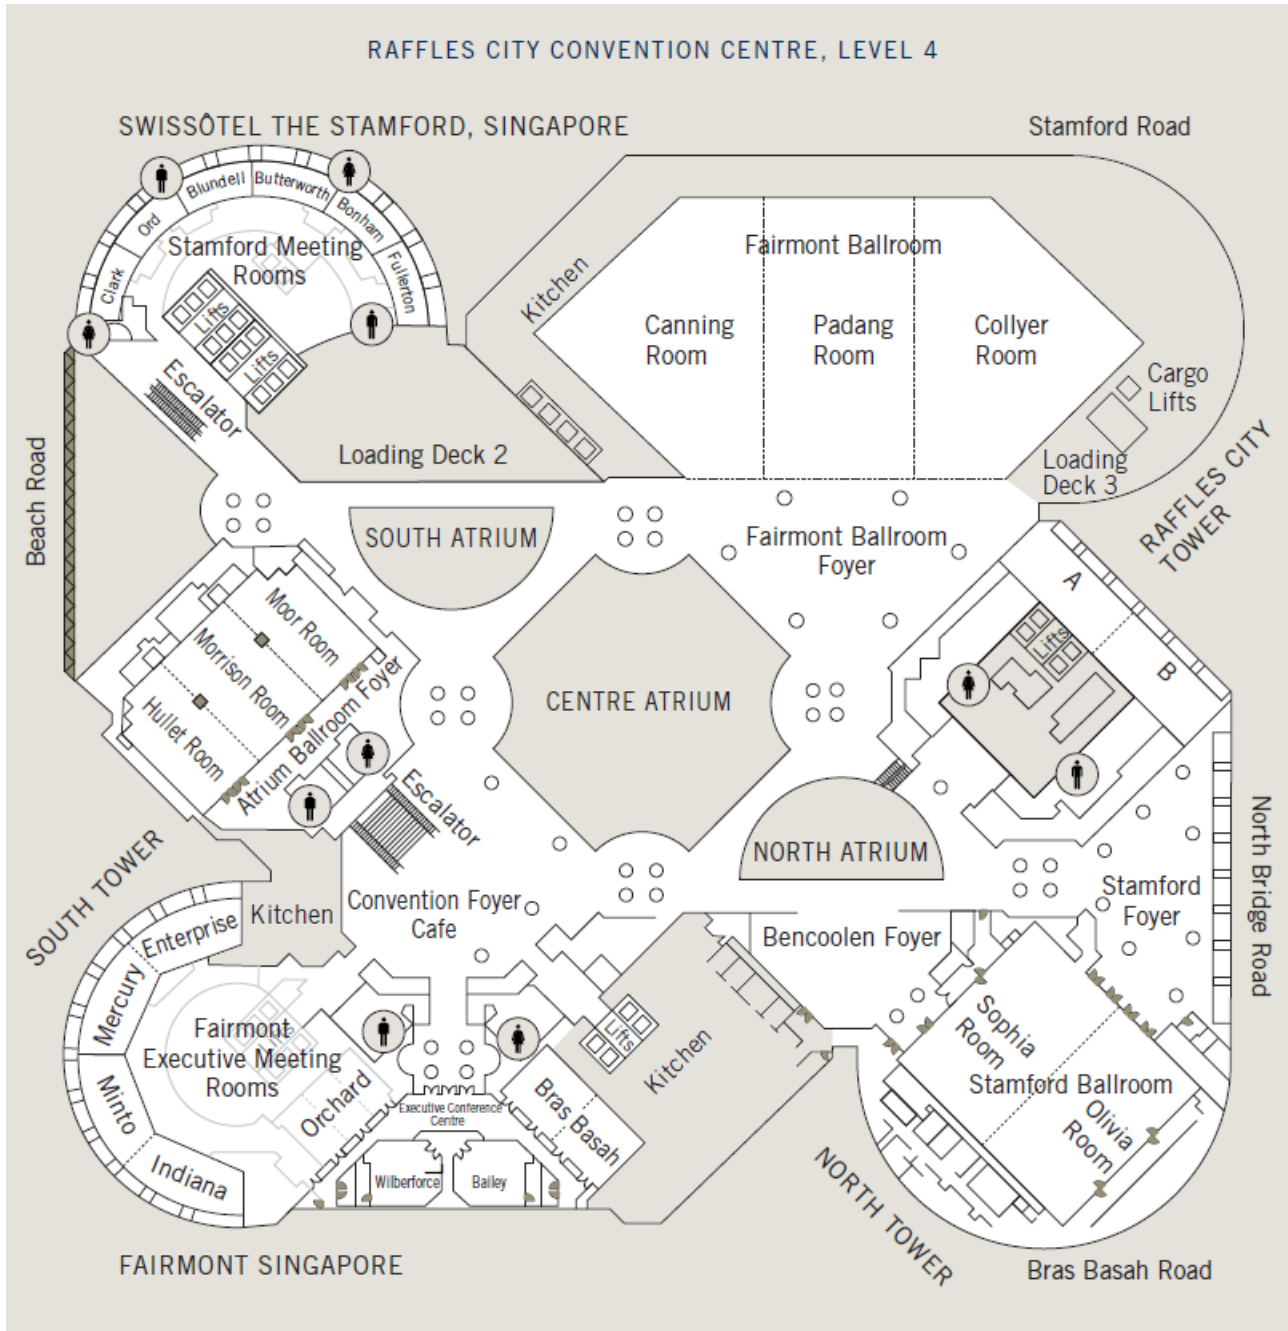 RAFFLES CITY CONVENTION CENTRE, LEVEL 4
SWISSÔTEL THE STAMFORD, SINGAPORE
Stamford Road
Blundell
Butterworth
Ord
Bonham
Clark
Fullerton
Stamford Meeting
Rooms
Lifts
Lifts
Escalator
Kitchen
Fairmont Ballroom
Canning
Room
Padang
Room
Collyer
Room
Cargo
Lifts
Loading
Deck 3
RAFFLES CITY
TOWER
Beach Road
Loading Deck 2
SOUTH ATRIUM
Fairmont Ballroom
Foyer
A
B
Lifts
Moor Room
Morrison Room
Hullet Room
Atrium Ballroom Foyer
CENTRE ATRIUM
Escalator
NORTH ATRIUM
North Bridge Road
SOUTH TOWER
Kitchen
Convention Foyer
Cafe
Bencoolen Foyer
Stamford
Foyer
Enterprise
Mercury
Minto
Indiana
Fairmont
Executive Meeting
Rooms
Lifts
Orchard
Executive Conference
Centre
Wilberforce
Bailey
Bras Basah
Lifts
Kitchen
Sophia
Room
Stamford Ballroom
Olivia
Room
NORTH TOWER
FAIRMONT SINGAPORE
Bras Basah Road